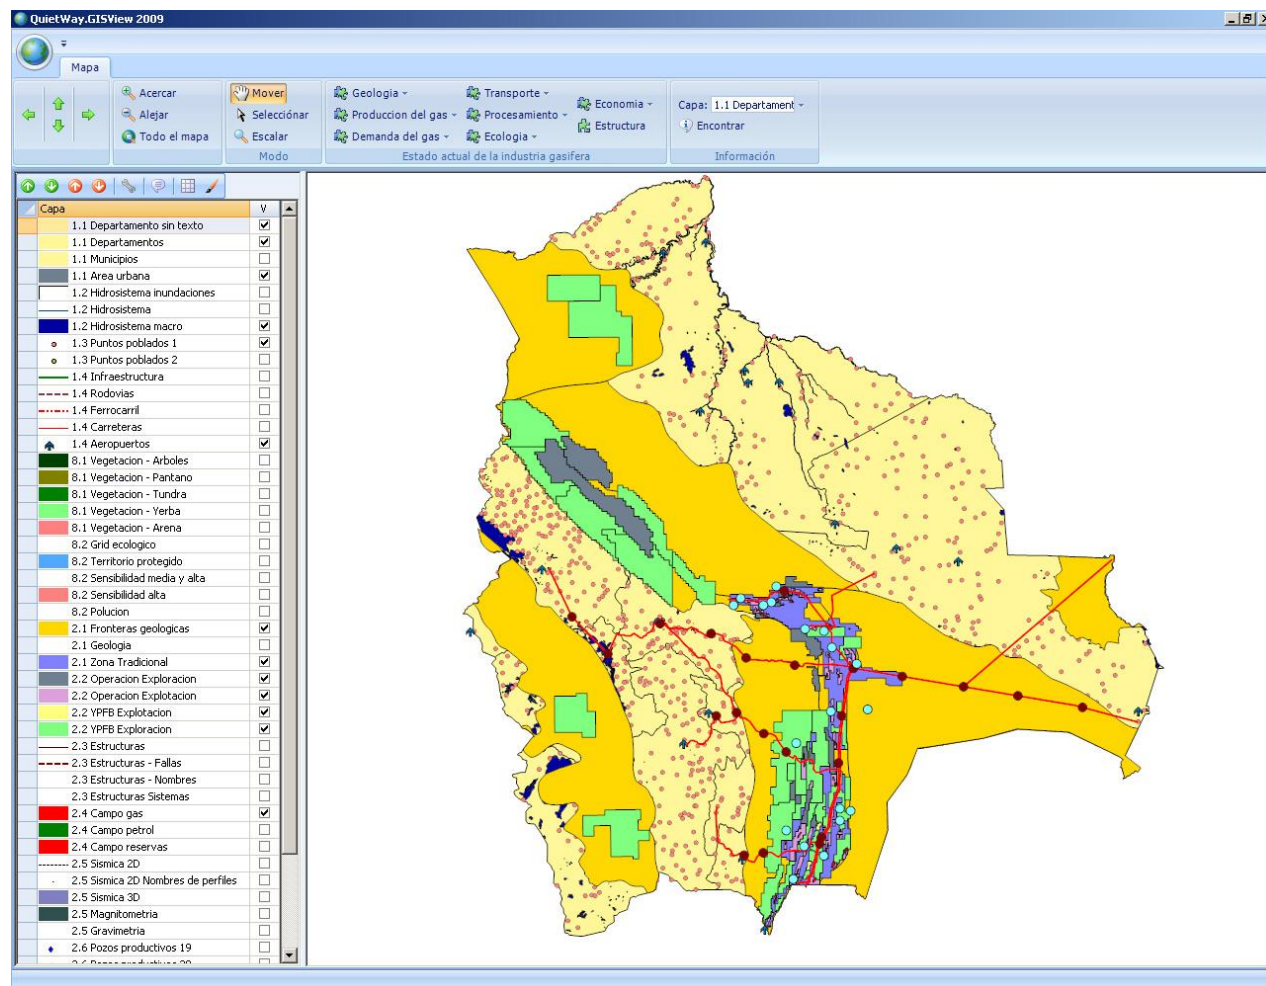 QuietWay.GISView 2009
Mapa
Acercar
Alejar
Todo el mapa
Mover
Selecciónar
Escalar
Modo
Geologia
Produccion del gas
Demanda del gas
Transporte
Procesamiento
Ecologia
Economia
Estructura
Estado actual de la industria gasifera
Capa: 1.1 Departament
Encontrar
Información
Capa V
1.1 Departamento sin texto
1.1 Departamentos
1.1 Municipios
1.1 Area urbana
1.2 Hidrosistema inundaciones
1.2 Hidrosistema
1.2 Hidrosistema macro
1.3 Puntos poblados 1
1.3 Puntos poblados 2
1.4 Infraestructura
1.4 Rodovias
1.4 Ferrocarril
1.4 Carreteras
1.4 Aeropuertos
8.1 Vegetacion - Arboles
8.1 Vegetacion - Pantano
8.1 Vegetacion - Tundra
8.1 Vegetacion - Yerba
8.1 Vegetacion - Arena
8.2 Grid ecologico
8.2 Territorio protegido
8.2 Sensibilidad media y alta
8.2 Sensibilidad alta
8.2 Polucion
2.1 Fronteras geologicas
2.1 Geologia
2.1 Zona Tradicional
2.2 Operacion Exploracion
2.2 Operacion Explotacion
2.2 YPFB Explotacion
2.2 YPFB Exploracion
2.3 Estructuras
2.3 Estructuras - Fallas
2.3 Estructuras - Nombres
2.3 Estructuras Sistemas
2.4 Campo gas
2.4 Campo petrol
2.4 Campo reservas
2.5 Sismica 2D
2.5 Sismica 2D Nombres de perfiles
2.5 Sismica 3D
2.5 Magnitometria
2.5 Gravimetria
2.6 Pozos productivos 19